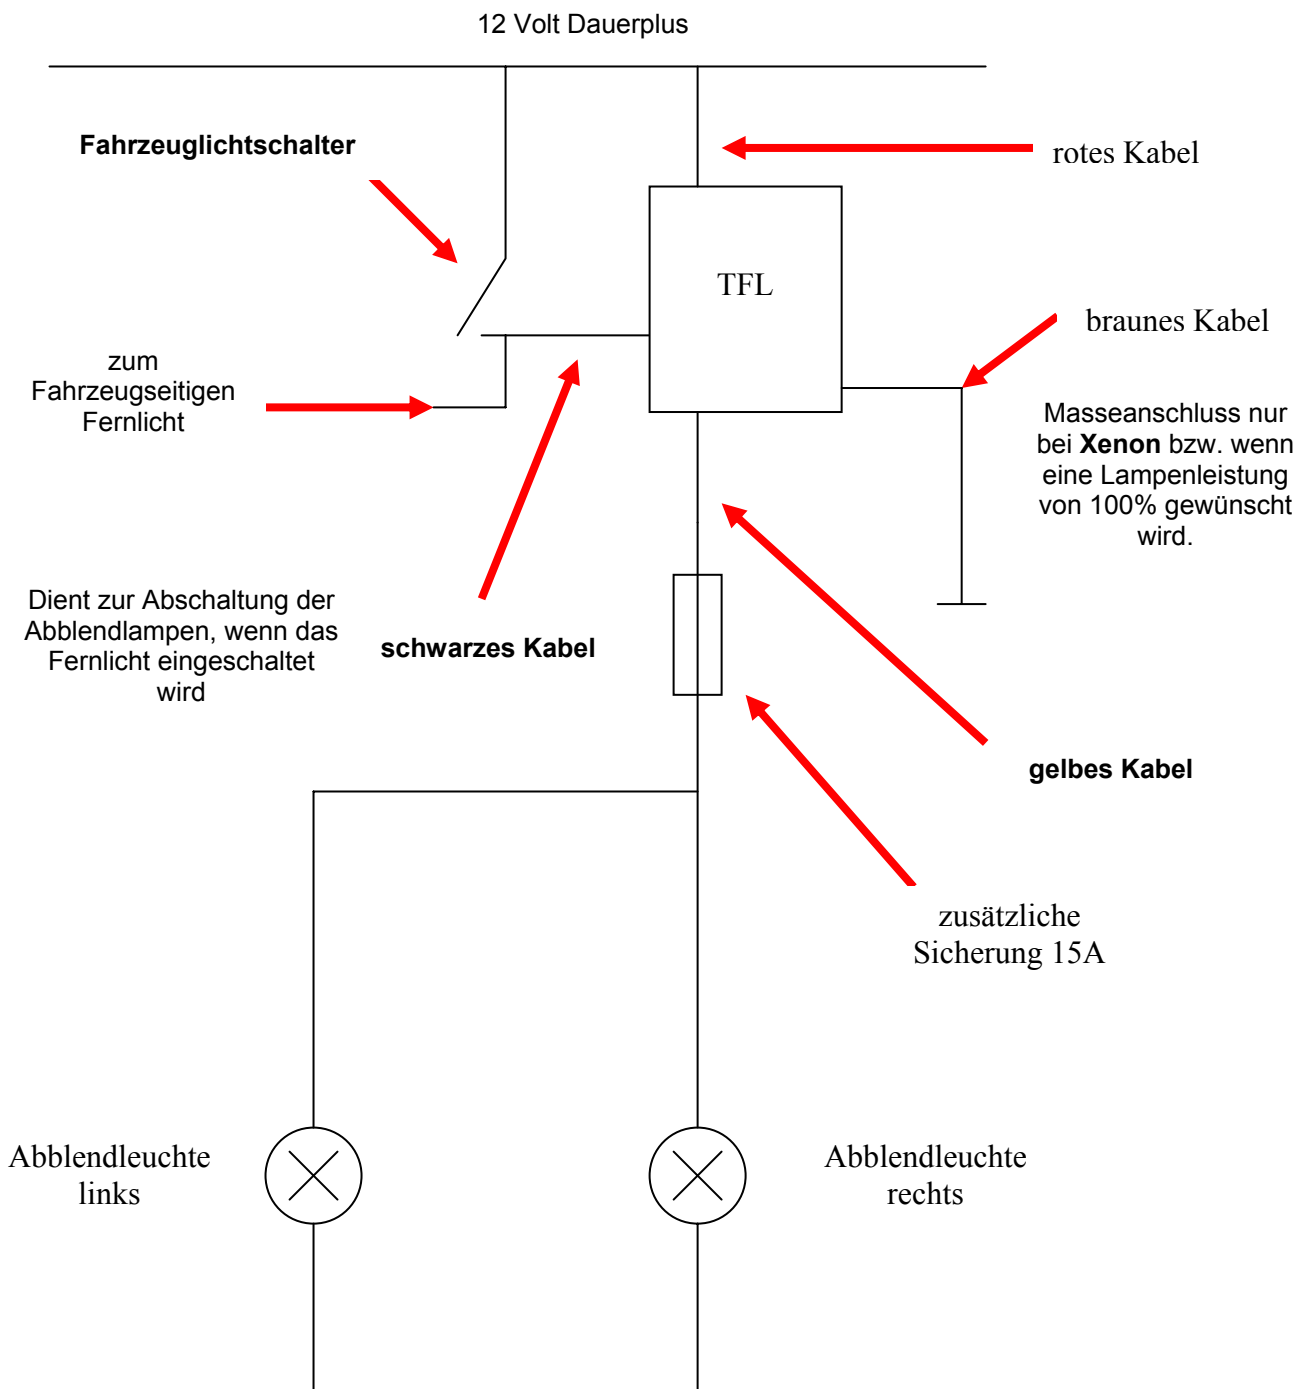 12 Volt Dauerplus
Fahrzeuglichtschalter
rotes Kabel
TFL
braunes Kabel
zum
Fahrzeugseitigen
Fernlicht
Masseanschluss nur
bei Xenon bzw. wenn
eine Lampenleistung
von 100% gewünscht
wird.
Dient zur Abschaltung der
Abblendlampen, wenn das
Fernlicht eingeschaltet
wird
schwarzes Kabel
gelbes Kabel
zusätzliche
Sicherung 15A
Abblendleuchte
links
Abblendleuchte
rechts